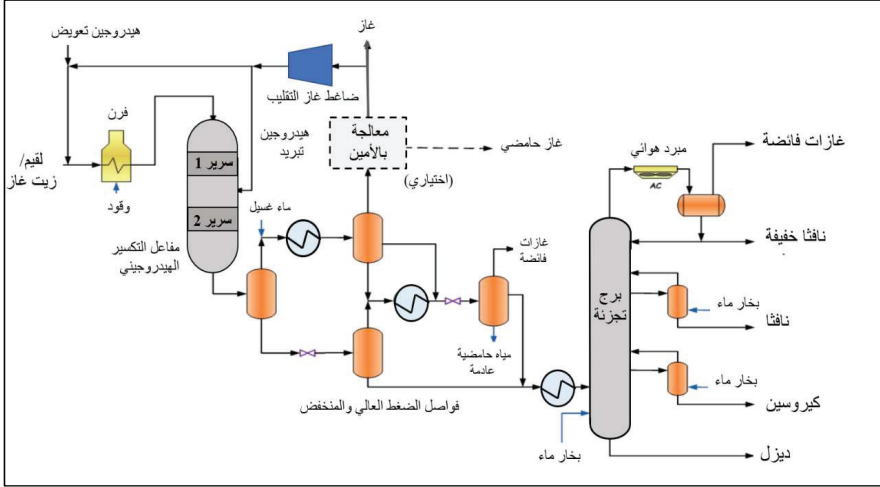 هيدروجين تعويض
غاز
ضاغط غاز التقليب
فرن
هيدروجين
تبريد
معالجة
بالأمين
(اختياري)
غاز حامضي
لقيم/
زيت غاز
وقود
سرير 1
سرير 2
مفاعل التكسير
الهيدروجيني
ماء غسيل
غازات
فائضة
مياه حامضية
عادمة
فواصل الضغط العالي والمنخفض
مبرد هوائي
AC
غازات فائضة
نافثا خفيفة
برج
تجزئة
بخار ماء
نافثا
بخار ماء
كيروسين
بخار ماء
ديزل